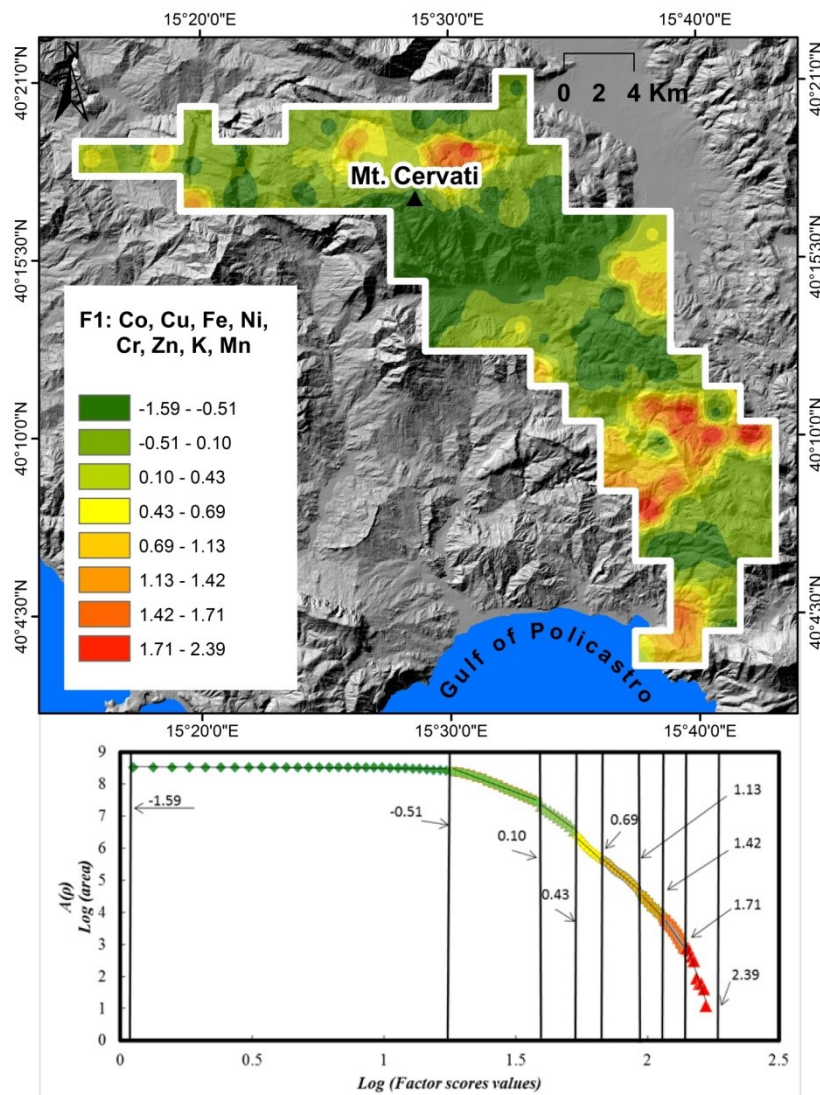 15°20'0"E 15°30'0"E 15°40'0"E
N
40°21'0"N 40°21'0"N
0 2 4 Km
Mt. Cervati
40°15'30"N 40°15'30"N
F1: Co, Cu, Fe, Ni,
Cr, Zn, K, Mn
-1.59 - -0.51
-0.51 - 0.10
0.10 - 0.43
0.43 - 0.69
0.69 - 1.13
1.13 - 1.42
1.42 - 1.71
1.71 - 2.39
40°10'0"N 40°10'0"N
40°4'30"N 40°4'30"N
Gulf of Policastro
15°20'0"E 15°30'0"E 15°40'0"E
9
8
7
6
5
4
3
2
1
0
A(ρ)
Log (area)
-1.59
-0.51
0.10
0.43
0.69
1.13
1.42
1.71
2.39
0 0.5 1 1.5 2 2.5
Log (Factor scores values)